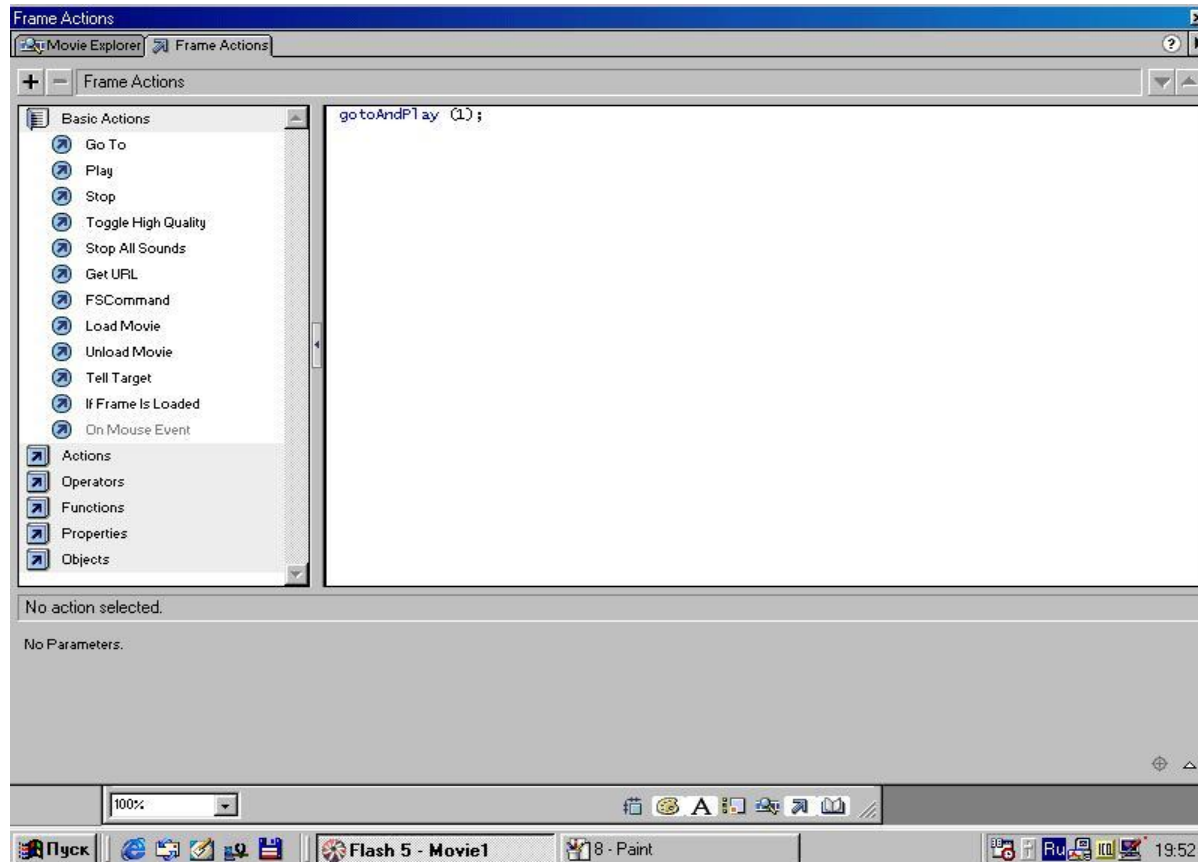 Frame Actions
Movie Explorer Frame Actions
Frame Actions
Basic Actions
Go To
Play
Stop
Toggle High Quality
Stop All Sounds
Get URL
FSCommand
Load Movie
Unload Movie
Tell Target
If Frame Is Loaded
On Mouse Event
Actions
Operators
Functions
Properties
Objects
gotoAndPlay (1);
No action selected.
No Parameters.
100%
Пуск Flash 5 - Movie1 8 - Paint Ru 19:52